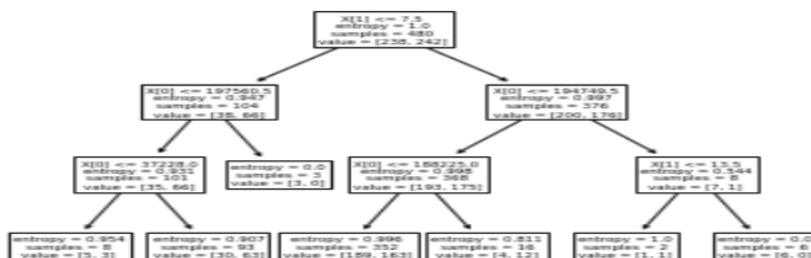 X[1] <= 7.5
entropy = 1.0
samples = 480
value = [238, 242]
X[0] <= 197560.5
entropy = 0.947
samples = 104
value = [38, 66]
X[0] <= 194749.5
entropy = 0.997
samples = 376
value = [200, 176]
X[0] <= 37228.0
entropy = 0.931
samples = 101
value = [35, 66]
entropy = 0.0
samples = 3
value = [3, 0]
X[0] <= 188225.0
entropy = 0.998
samples = 368
value = [193, 175]
X[1] <= 13.5
entropy = 0.544
samples = 8
value = [7, 1]
entropy = 0.954
samples = 8
value = [5, 3]
entropy = 0.907
samples = 93
value = [30, 63]
entropy = 0.996
samples = 352
value = [189, 163]
entropy = 0.811
samples = 16
value = [4, 12]
entropy = 1.0
samples = 2
value = [1, 1]
entropy = 0.0
samples = 6
value = [6, 0]